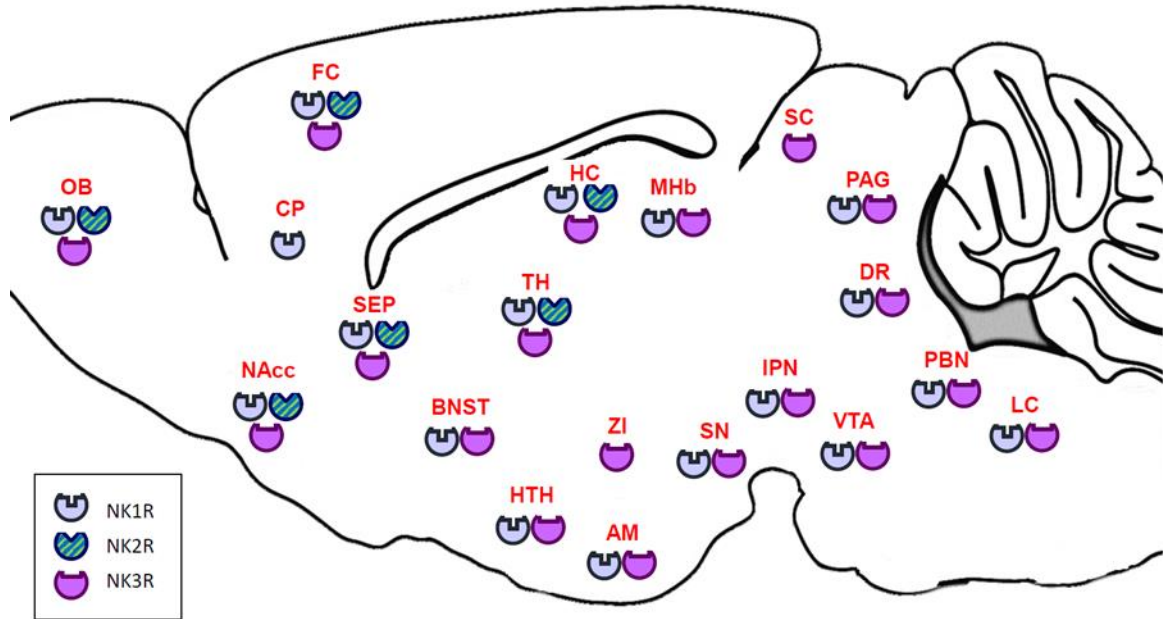 FC
SC
OB
HC
MHb
PAG
CP
DR
TH
SEP
NAcc
IPN
PBN
BNST
ZI
SN
VTA
LC
HTH
AM
NK1R
NK2R
NK3R